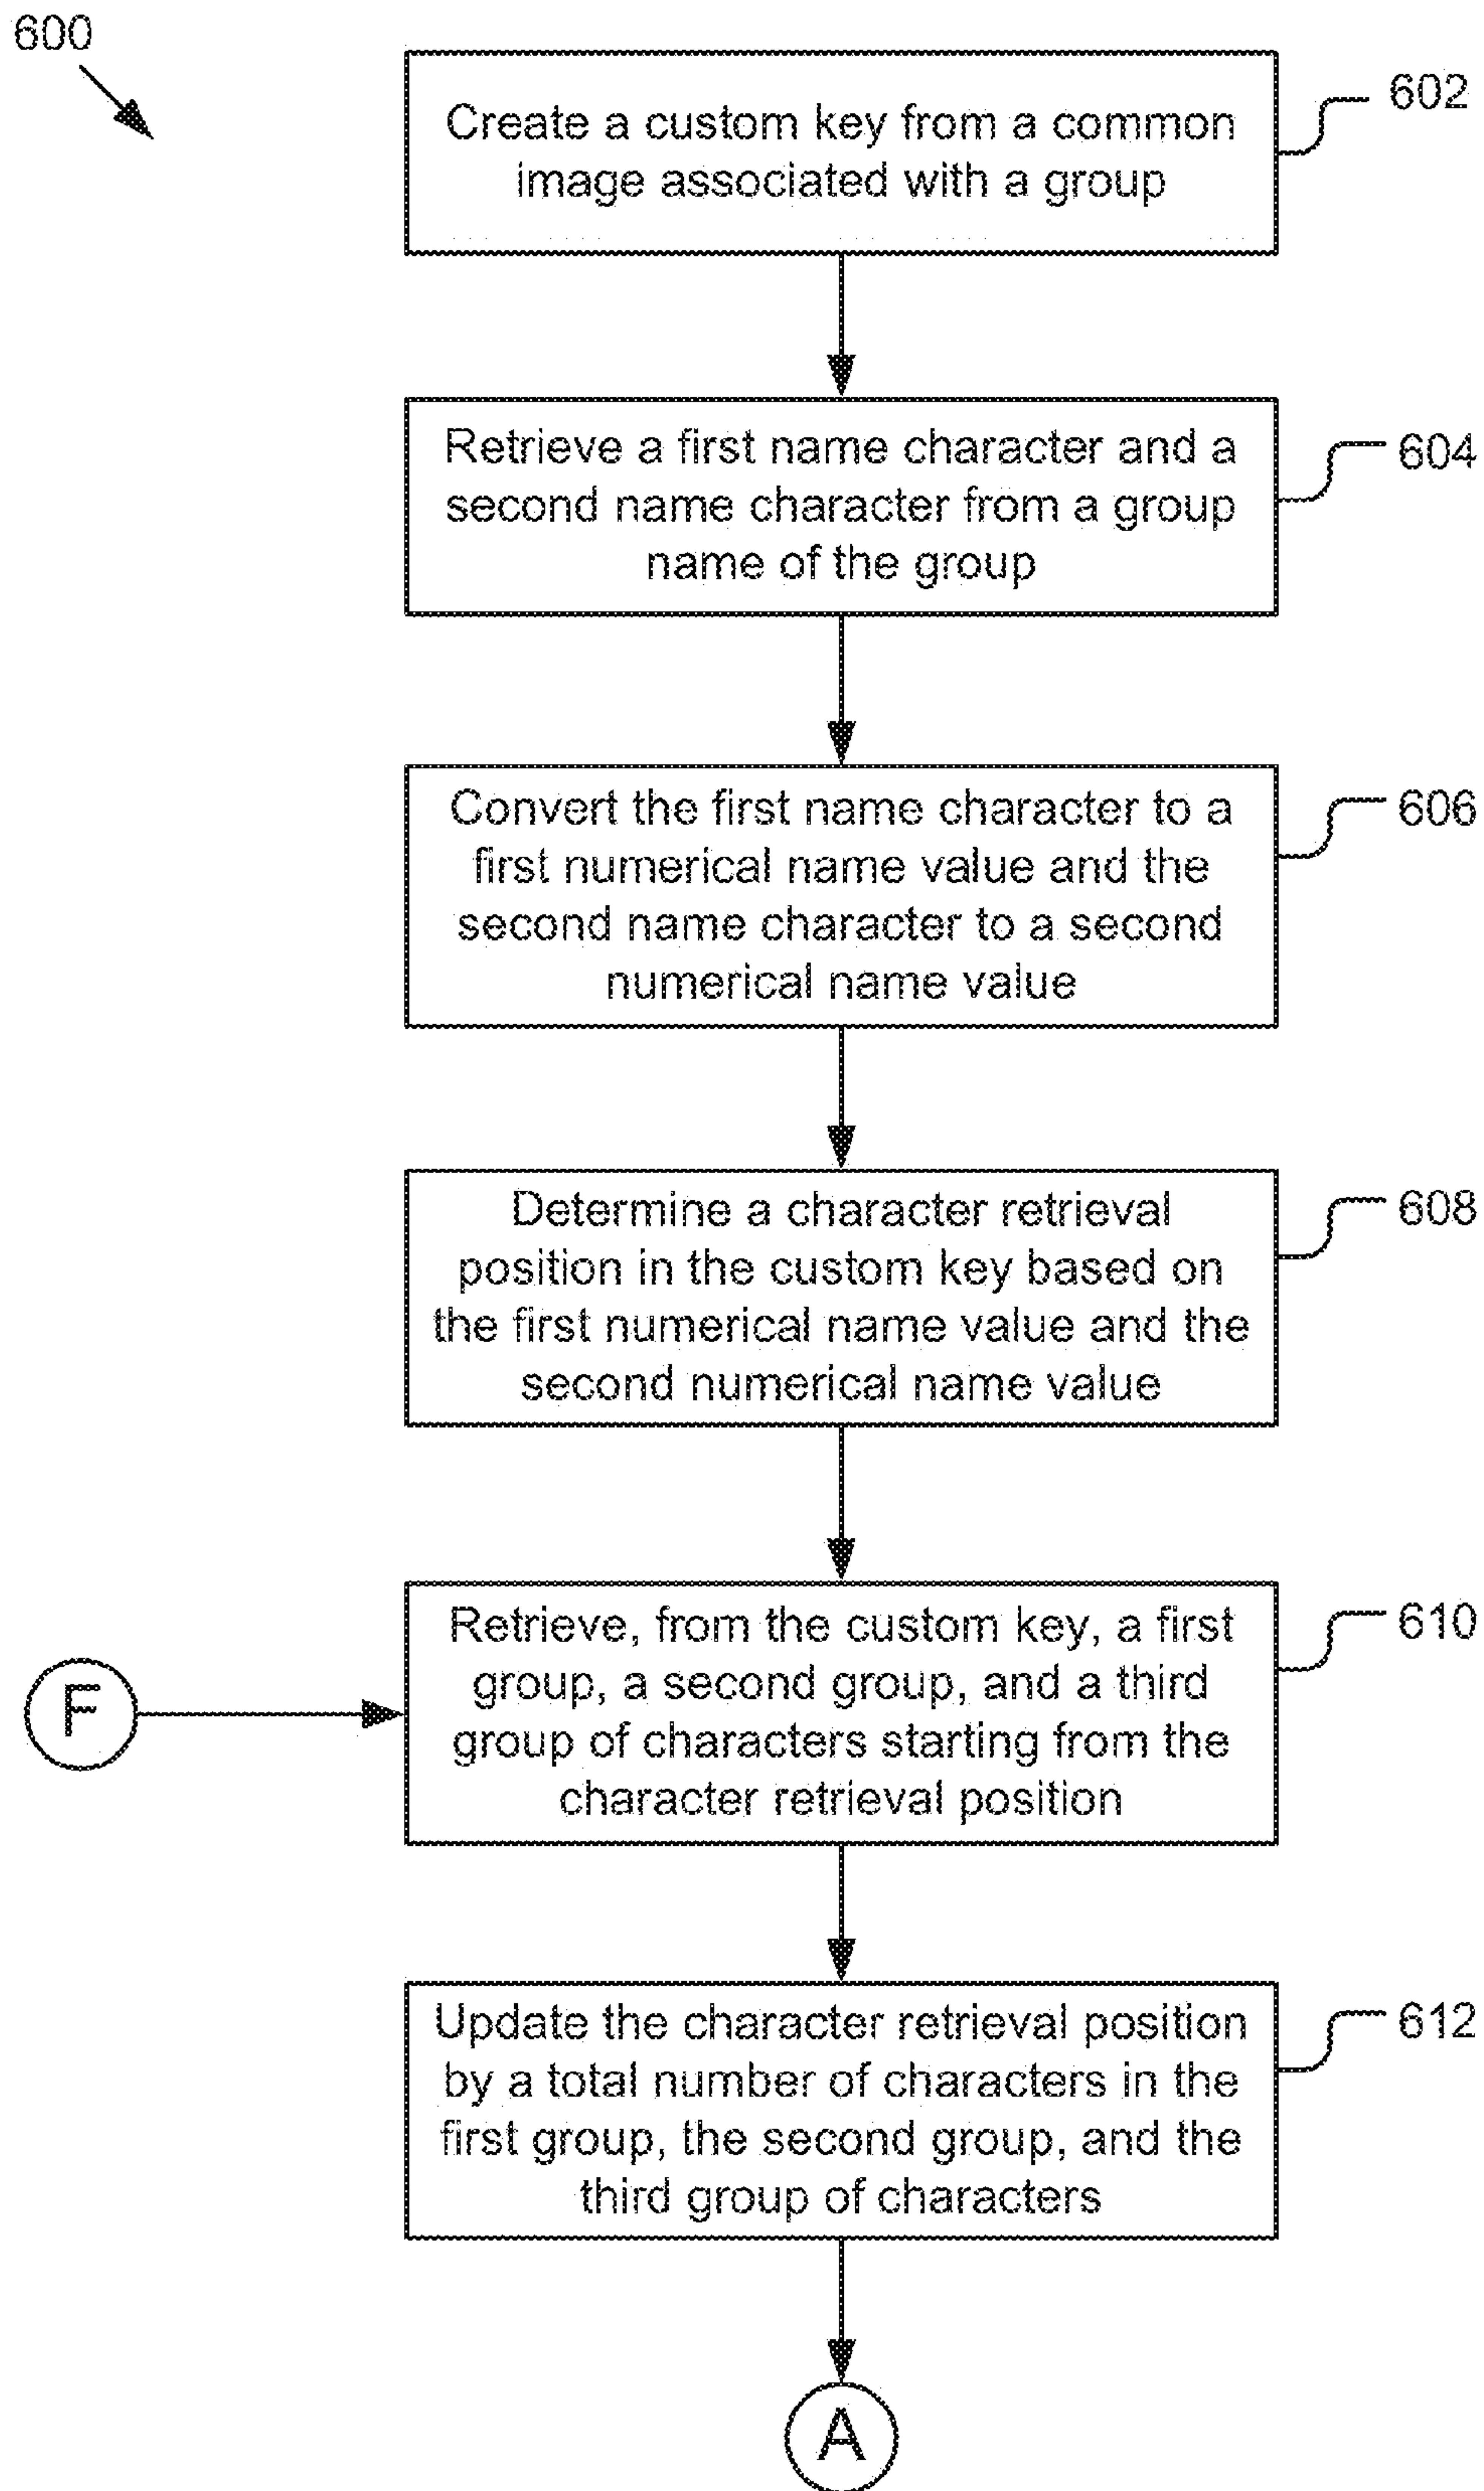 600
Create a custom key from a common
image associated with a group
602
Retrieve a first name character and a
second name character from a group
name of the group
604
Convert the first name character to a
first numerical name value and the
second name character to a second
numerical name value
606
Determine a character retrieval
position in the custom key based on
the first numerical name value and the
second numerical name value
608
Retrieve, from the custom key, a first
group, a second group, and a third
group of characters starting from the
character retrieval position
610
F
Update the character retrieval position
by a total number of characters in the
first group, the second group, and the
third group of characters
612
A